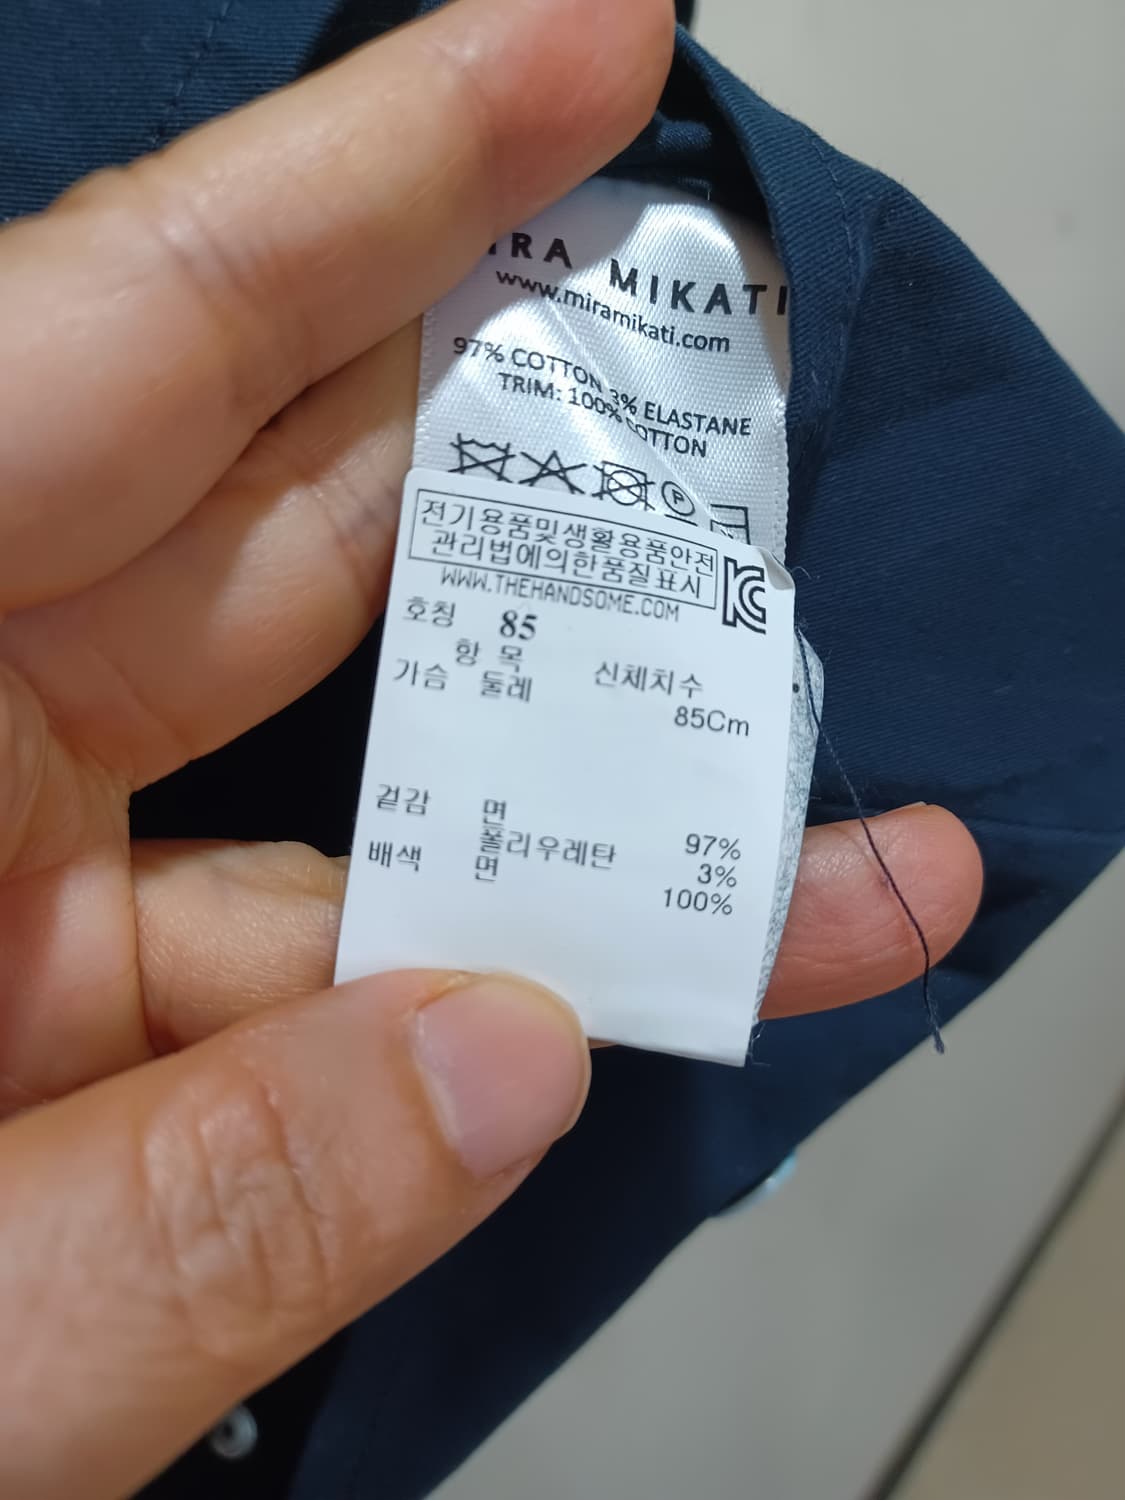 IRA MIKATI
www.miramikati.com
97% COTTON 3% ELASTANE
TRIM: 100% COTTON
P
전기용품및생활용품안전
관리법에의한품질표시
WWW.THEHANDSOME.COM
호칭 85
항 목 신체치수
가슴 둘레 85Cm
겉감 면 97%
폴리우레탄 3%
배색 면 100%